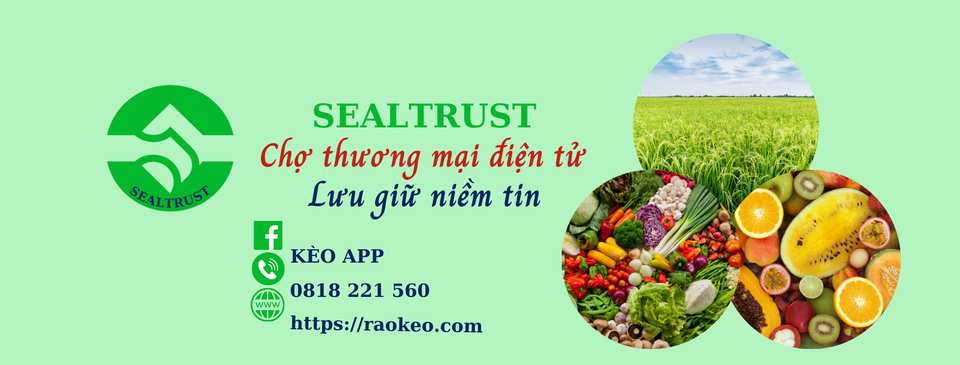 SEALTRUST
SEALTRUST
Chợ thương mại điện tử
Lưu giữ niềm tin
KÈO APP
0818 221 560
WWW
https://raokeo.com